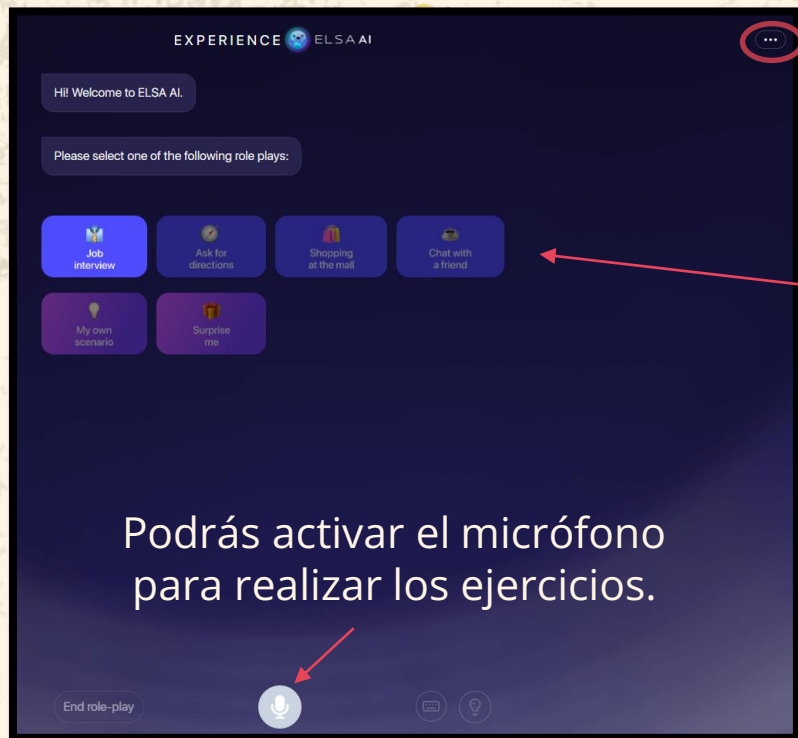 EXPERIENCE ELSA AI
Hi! Welcome to ELSA AI.
Please select one of the following role plays:
Job
interview
Ask for
directions
Shopping
at the mall
Chat with
a friend
My own
scenario
Surprise
me
Podrás activar el micrófono
para realizar los ejercicios.
End role-play